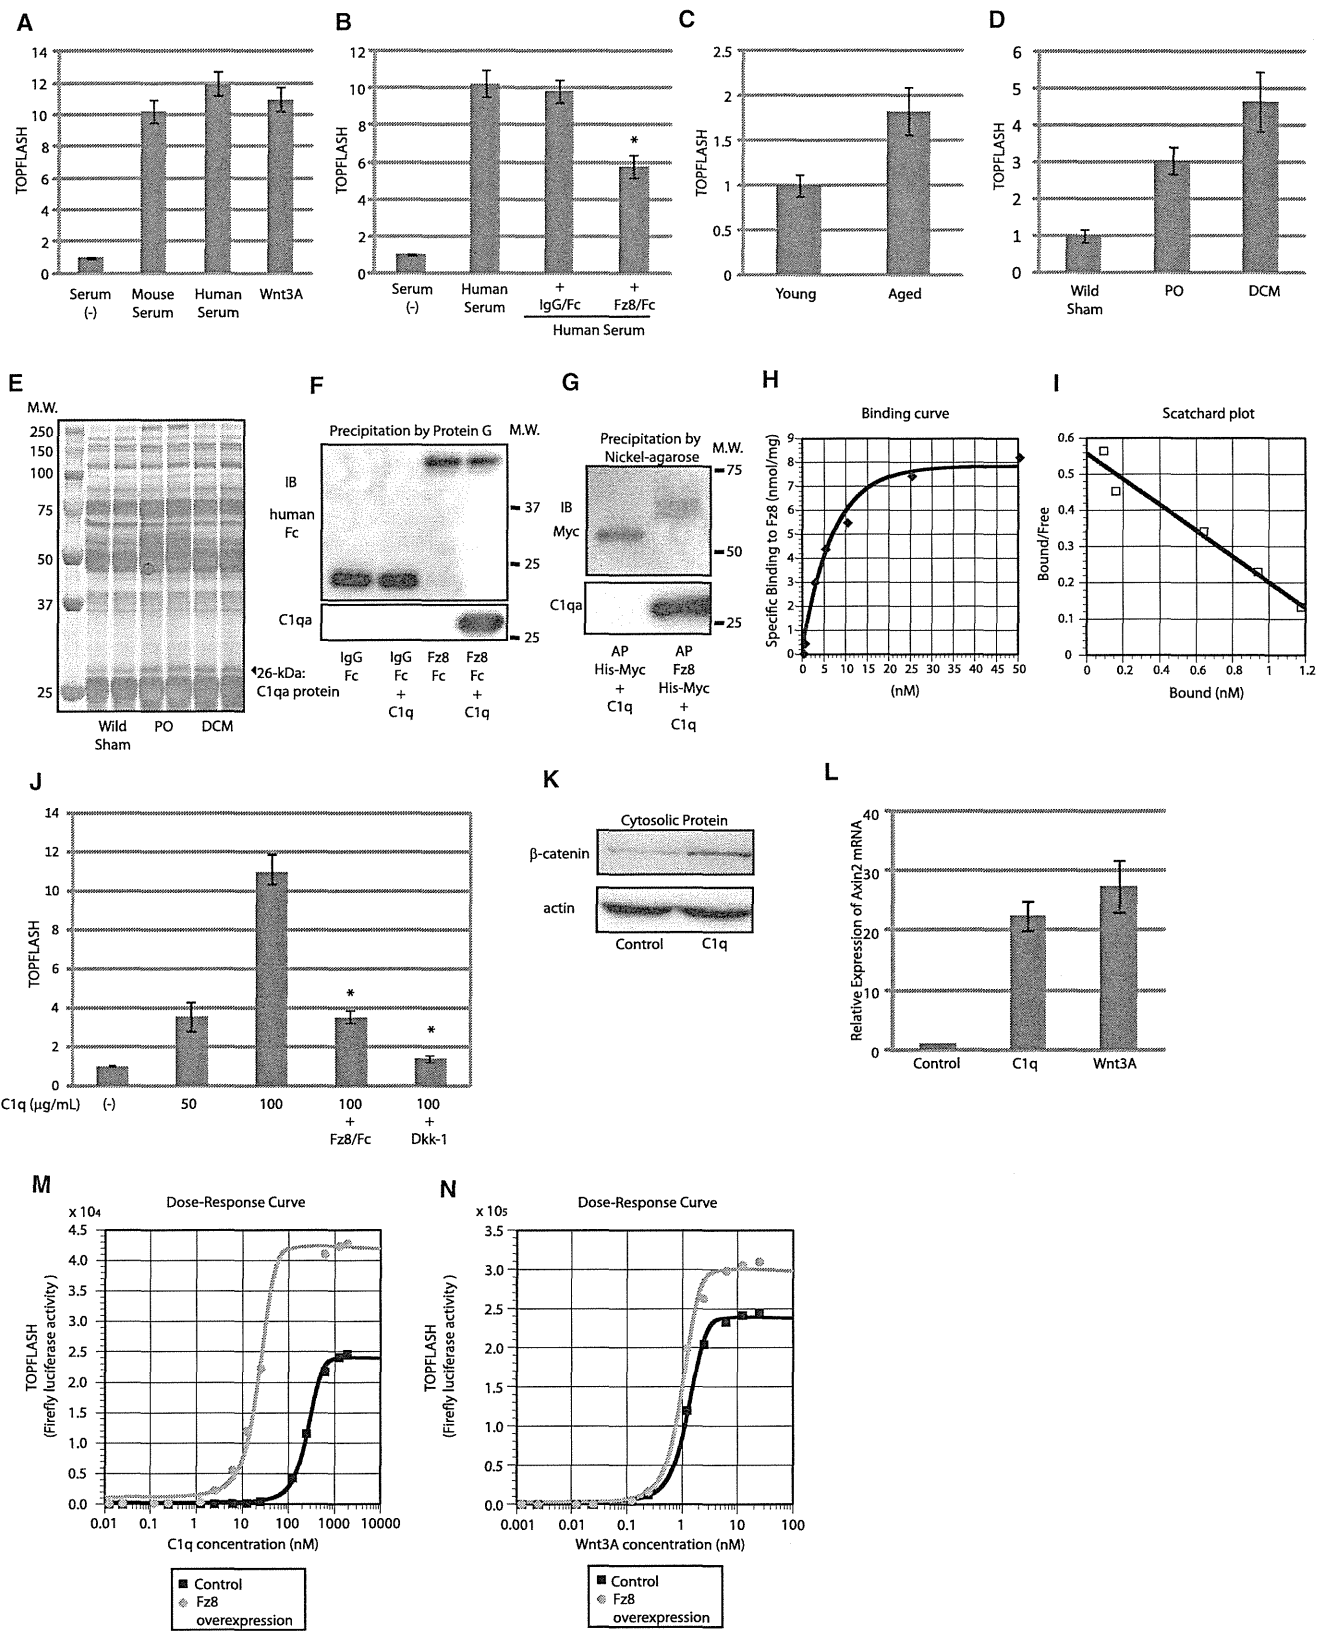 A
TOPFLASH
14
12
10
8
6
4
2
0
Serum
(-)
Mouse
Serum
Human
Serum
Wnt3A
B
TOPFLASH
12
10
8
6
4
2
0
*
Serum
(-)
Human
Serum
+
IgG/Fc
+
Fz8/Fc
Human Serum
C
TOPFLASH
2.5
2
1.5
1
0.5
0
Young
Aged
D
TOPFLASH
6
5
4
3
2
1
0
Wild
Sham
PO
DCM
E
M.W.
250
150
100
75
50
37
25
26-kDa:
C1qa protein
Wild
Sham
PO
DCM
F
Precipitation by Protein G
M.W.
IB
human
Fc
37
25
C1qa
25
IgG
Fc
IgG
Fc
+
C1q
Fz8
Fc
Fz8
Fc
+
C1q
G
Precipitation by
Nickel-agarose
M.W.
75
IB
Myc
50
C1qa
25
AP
His-Myc
+
C1q
AP
Fz8
His-Myc
+
C1q
H
Binding curve
Specific Binding to Fz8 (nmol/mg)
9
8
7
6
5
4
3
2
1
0
0 5 10 15 20 25 30 35 40 45 50
(nM)
I
Scatchard plot
Bound/Free
0.6
0.5
0.4
0.3
0.2
0.1
0
0 0.2 0.4 0.6 0.8 1 1.2
Bound (nM)
J
TOPFLASH
14
12
10
8
6
4
2
0
*
*
C1q (μg/mL) (-) 50 100 100 100
+ +
Fz8/Fc Dkk-1
K
Cytosolic Protein
β-catenin
actin
Control C1q
L
Relative Expression of Axin2 mRNA
40
30
20
10
0
Control C1q Wnt3A
M
Dose-Response Curve
x 104
TOPFLASH
(Firefly luciferase activity )
4.5
4.0
3.5
3.0
2.5
2.0
1.5
1.0
0.5
0.0
0.01 0.1 1 10 100 1000 10000
C1q concentration (nM)
Control
Fz8
overexpression
N
Dose-Response Curve
x 105
TOPFLASH
(Firefly luciferase activity )
3.5
3.0
2.5
2.0
1.5
1.0
0.5
0.0
0.001 0.01 0.1 1 10 100
Wnt3A concentration (nM)
Control
Fz8
overexpression